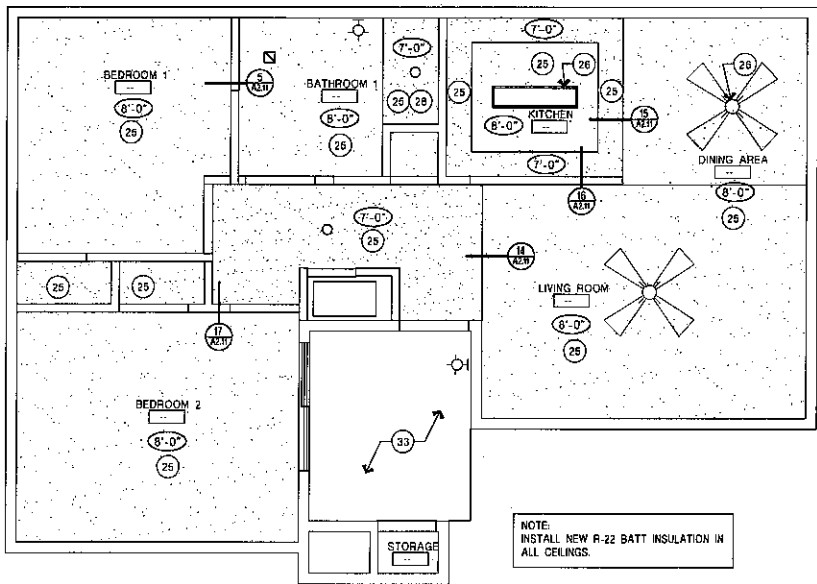 7'-0"
7'-0"
BEDROOM 1
--
8'-0"
25
5
A2.11
BATHROOM 1
--
8'-0"
25
25 28
25
25 26
25
KITCHEN
--
8'-0"
7'-0"
15
A2.11
26
DINING AREA
--
8'-0"
25
16
A2.11
7'-0"
25
14
A2.11
25
25
LIVING ROOM
--
8'-0"
25
17
A2.11
BEDROOM 2
--
8'-0"
25
33
STORAGE
--
NOTE:
INSTALL NEW R-22 BATT INSULATION IN
ALL CEILINGS.